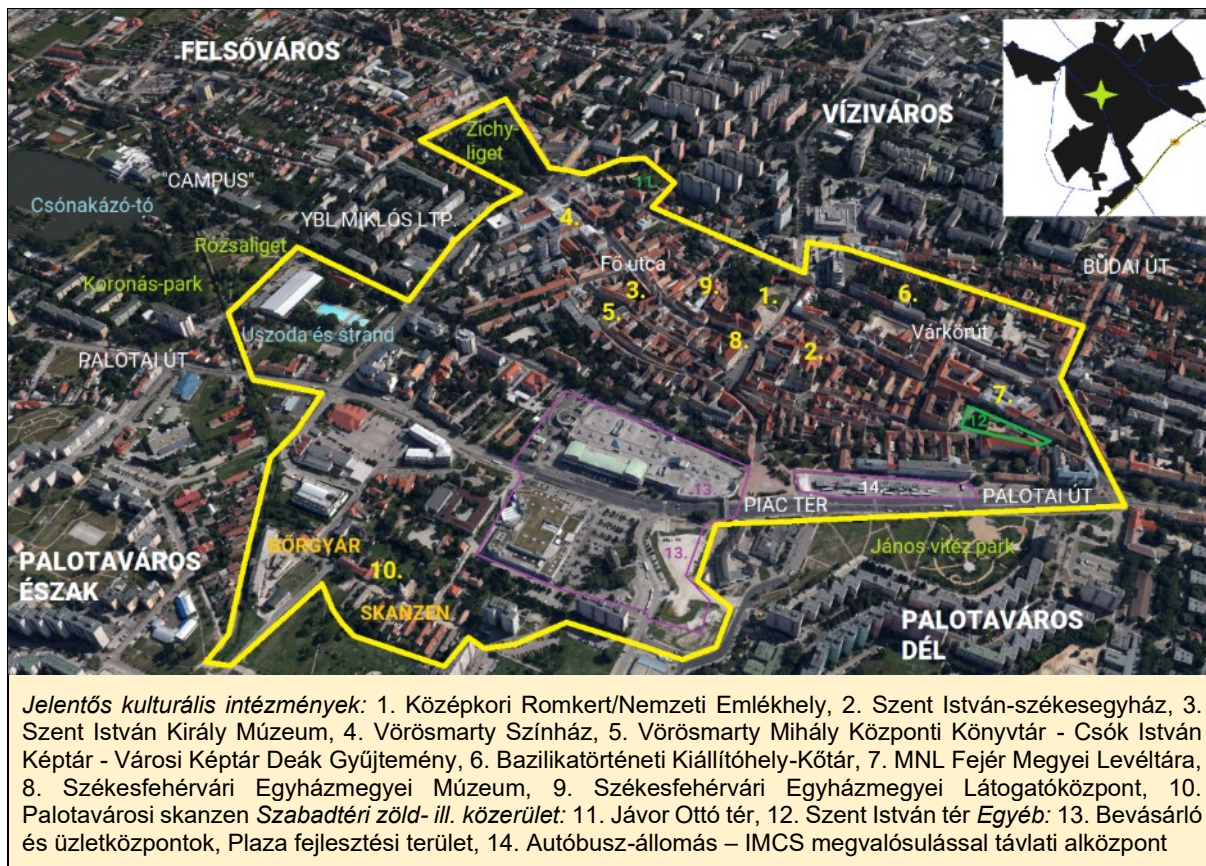 FELSŐVÁROS
Zichy-
liget
VÍZIVÁROS
"CAMPUS"
11.
Csónakázó-tó
YBL MIKLÓS LTP.
4.
Rózsaliget
Fő utca
BUDAI ÚT
Koronás-park
3.
9.
1.
6.
5.
Uszoda és strand
Várkörút
8.
2.
PALOTAI ÚT
7.
12.
13.
14.
PIAC TÉR
PALOTAI ÚT
BŐRGYÁR
13.
János vitéz park
PALOTAVÁROS
ÉSZAK
10.
SKANZEN
PALOTAVÁROS
DÉL
Jelentős kulturális intézmények: 1. Középkori Romkert/Nemzeti Emlékhely, 2. Szent István-székesegyház, 3.
Szent István Király Múzeum, 4. Vörösmarty Színház, 5. Vörösmarty Mihály Központi Könyvtár - Csók István
Képtár - Városi Képtár Deák Gyűjtemény, 6. Bazilikatörténeti Kiállítóhely-Kőtár, 7. MNL Fejér Megyei Levéltára,
8. Székesfehérvári Egyházmegyei Múzeum, 9. Székesfehérvári Egyházmegyei Látogatóközpont, 10.
Palotavárosi skanzen Szabadtéri zöld- ill. közerület: 11. Jávor Ottó tér, 12. Szent István tér Egyéb: 13. Bevásárló
és üzletközpontok, Plaza fejlesztési terület, 14. Autóbusz-állomás – IMCS megvalósulással távlati alközpont